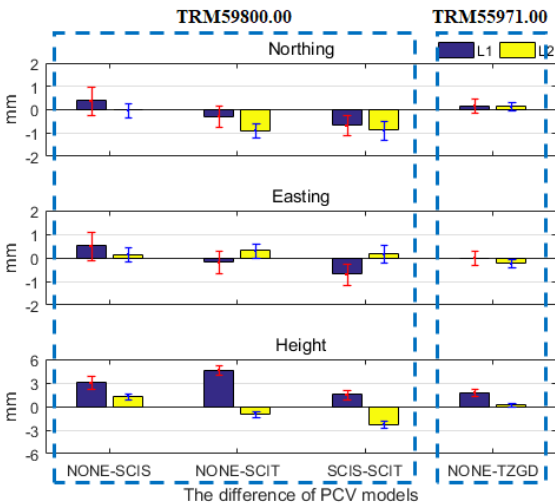 TRM59800.00 TRM55971.00
Northing
L1 L2
2
1
0
-1
-2
mm
Easting
2
1
0
-1
-2
mm
Height
6
3
0
-3
-6
mm
NONE-SCIS NONE-SCIT SCIS-SCIT NONE-TZGD
The difference of PCV models